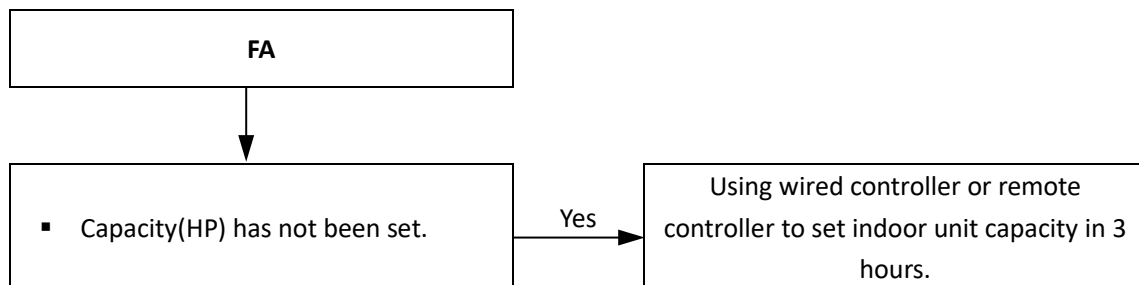 FA
▪ Capacity(HP) has not been set.
Yes
Using wired controller or remote
controller to set indoor unit capacity in 3
hours.